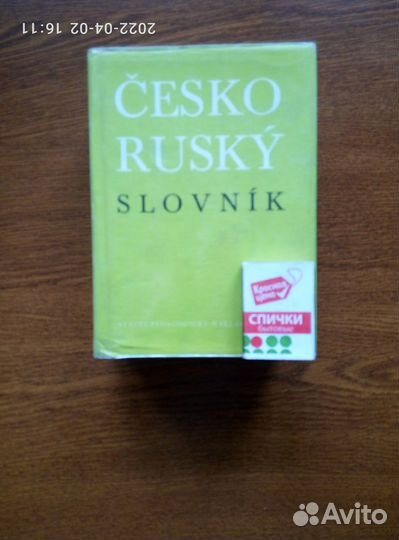 2022-04-02 16:11
ČESKO
RUSKÝ
SLOVNÍK
Красная
цена
СПИЧКИ
бытовые
Avito